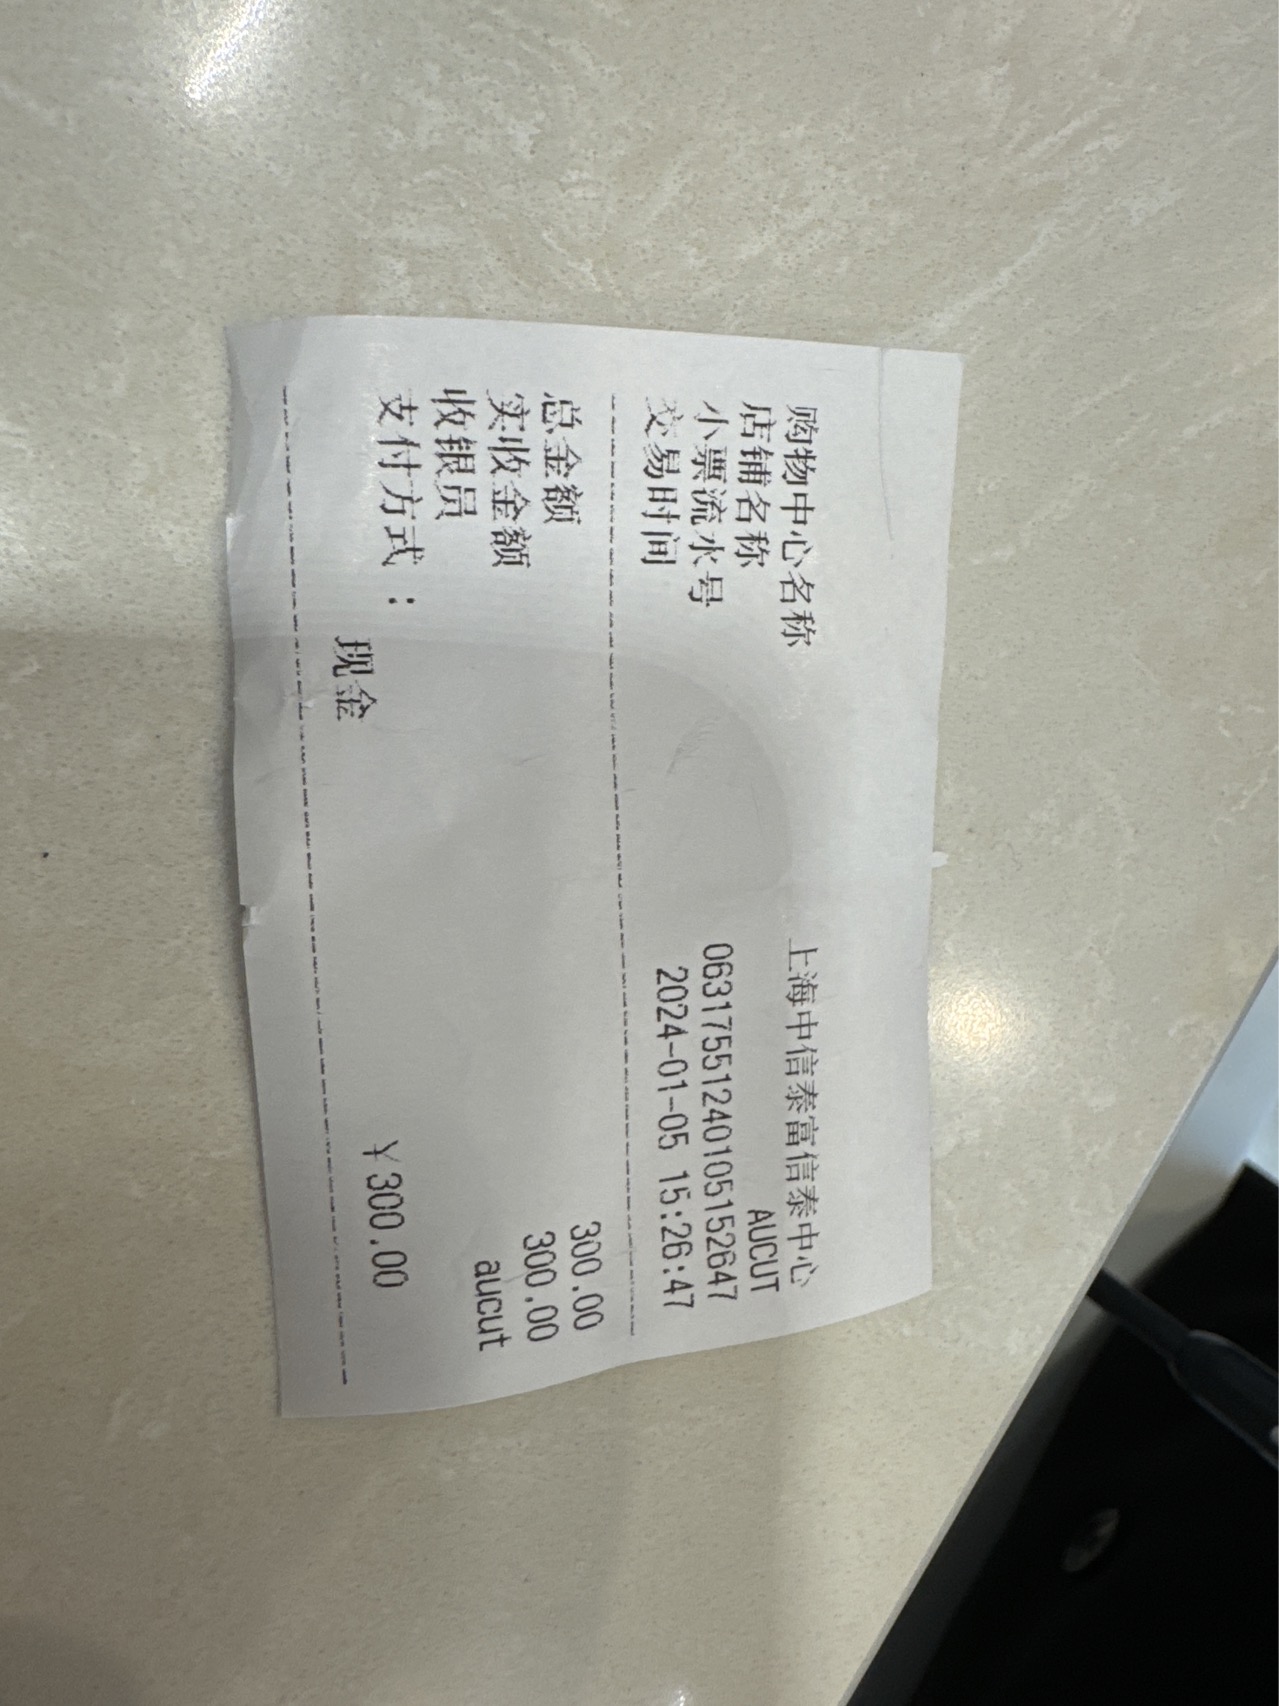 购物中心名称 上海中信泰富信泰中心
店铺名称 AUCUT
小票流水号 06317551240105152647
交易时间 2024-01-05 15:26:47
总金额 300.00
实收金额 300.00
收银员 aucut
支付方式：
现金 ¥300.00